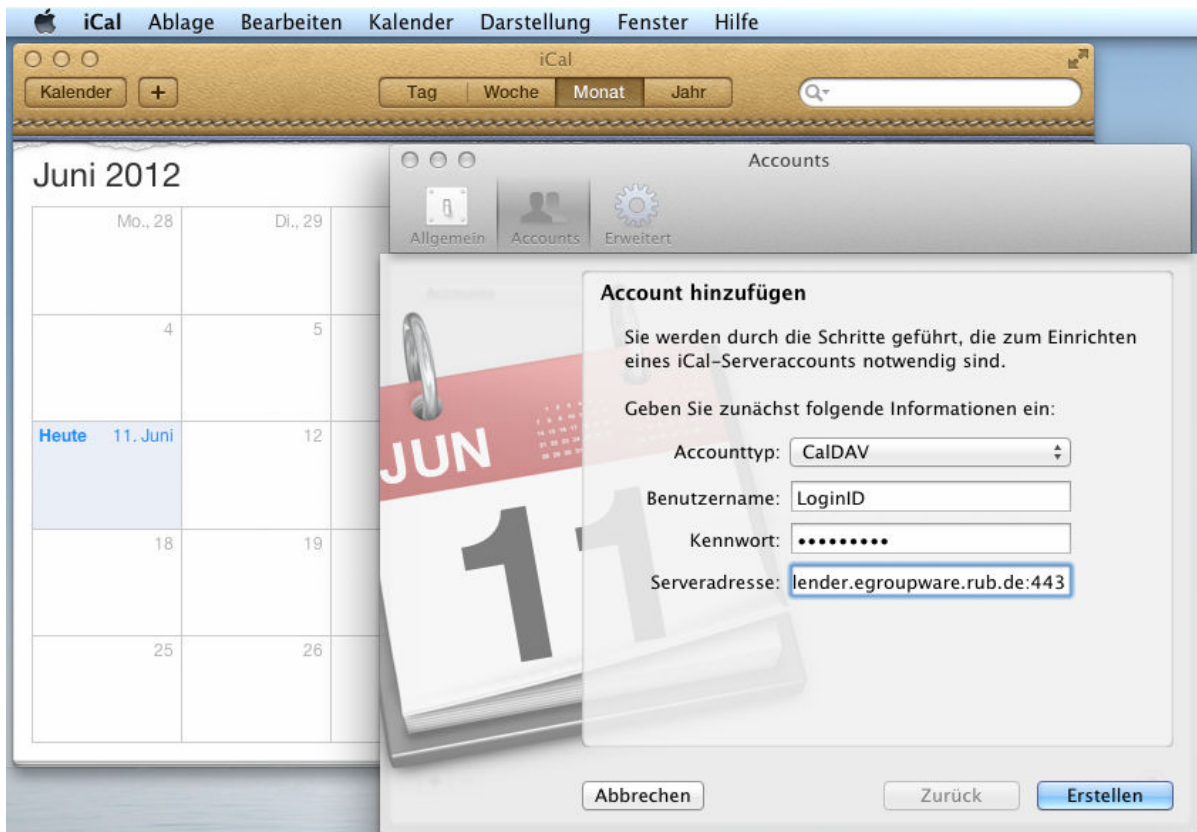 iCal Ablage Bearbeiten Kalender Darstellung Fenster Hilfe
iCal
Kalender + Tag Woche Monat Jahr
Juni 2012
Mo., 28 Di., 29
4 5
Heute 11. Juni 12
18 19
25 26
Accounts
Allgemein Accounts Erweitert
Account hinzufügen
Sie werden durch die Schritte geführt, die zum Einrichten
eines iCal-Serveraccounts notwendig sind.
Geben Sie zunächst folgende Informationen ein:
Accounttyp: CalDAV
Benutzername: LoginID
Kennwort: •••••••••
Serveradresse: lender.egroupware.rub.de:443
JUN
11
Abbrechen Zurück Erstellen